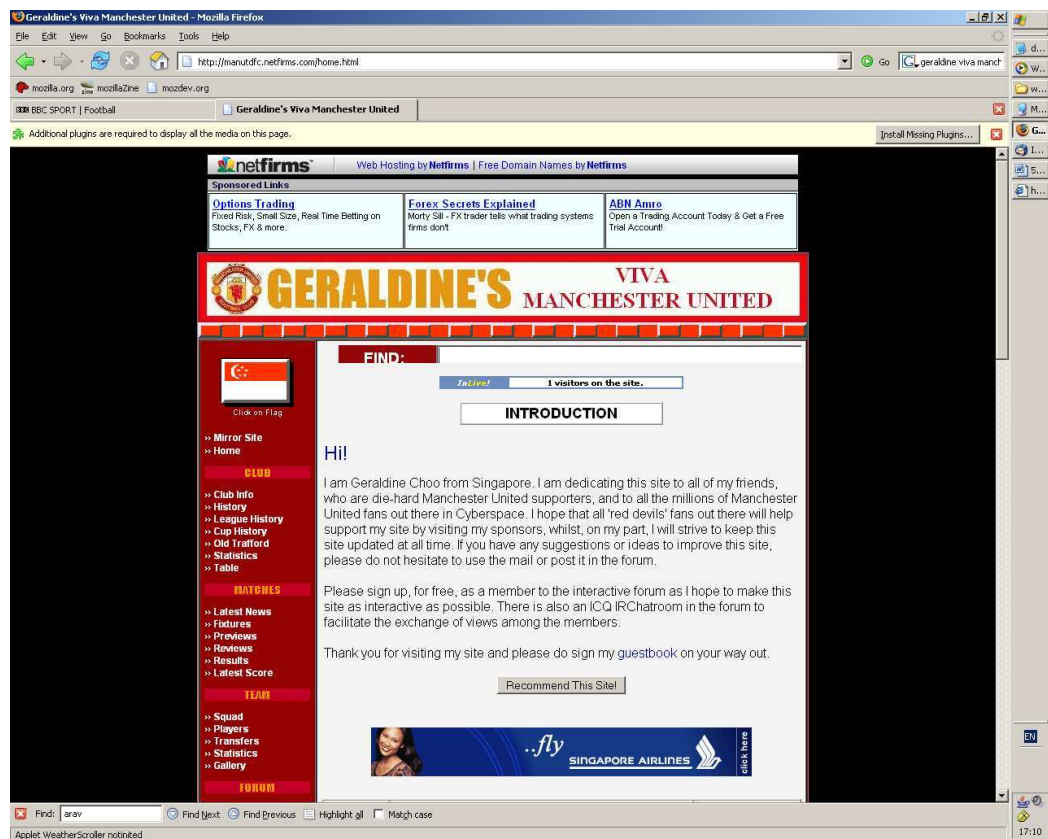 Geraldine's Viva Manchester United - Mozilla Firefox
File Edit View Go Bookmarks Tools Help
http://manutdfc.netfirms.com/home.html
Go
geraldine viva manch
mozilla.org mozillaZine mozdev.org
BBC SPORT | Football
Geraldine's Viva Manchester United
Additional plugins are required to display all the media on this page.
Install Missing Plugins...
d...
W...
w...
M...
G...
I...
5...
h...
netfirms
Web Hosting by Netfirms | Free Domain Names by Netfirms
Sponsored Links
Options Trading
Fixed Risk, Small Size, Real Time Betting on
Stocks, FX & more.
Forex Secrets Explained
Morty Sill - FX trader tells what trading systems
firms don't
ABN Amro
Open a Trading Account Today & Get a Free
Trial Account!
GERALDINE'S
VIVA
MANCHESTER UNITED
Click on Flag
» Mirror Site
» Home
CLUB
» Club Info
» History
» League History
» Cup History
» Old Trafford
» Statistics
» Table
MATCHES
» Latest News
» Fixtures
» Previews
» Reviews
» Results
» Latest Score
TEAM
» Squad
» Players
» Transfers
» Statistics
» Gallery
FORUM
FIND:
InLive! 1 visitors on the site.
INTRODUCTION
Hi!
I am Geraldine Choo from Singapore. I am dedicating this site to all of my friends,
who are die-hard Manchester United supporters, and to all the millions of Manchester
United fans out there in Cyberspace. I hope that all 'red devils' fans out there will help
support my site by visiting my sponsors, whilst, on my part, I will strive to keep this
site updated at all time. If you have any suggestions or ideas to improve this site,
please do not hesitate to use the mail or post it in the forum.
Please sign up, for free, as a member to the interactive forum as I hope to make this
site as interactive as possible. There is also an ICQ IRChatroom in the forum to
facilitate the exchange of views among the members.
Thank you for visiting my site and please do sign my guestbook on your way out.
Recommend This Site!
..fly
SINGAPORE AIRLINES
click here
EN
Find: arav Find Next Find Previous Highlight all Match case
Applet WeatherScroller notinited
17:10